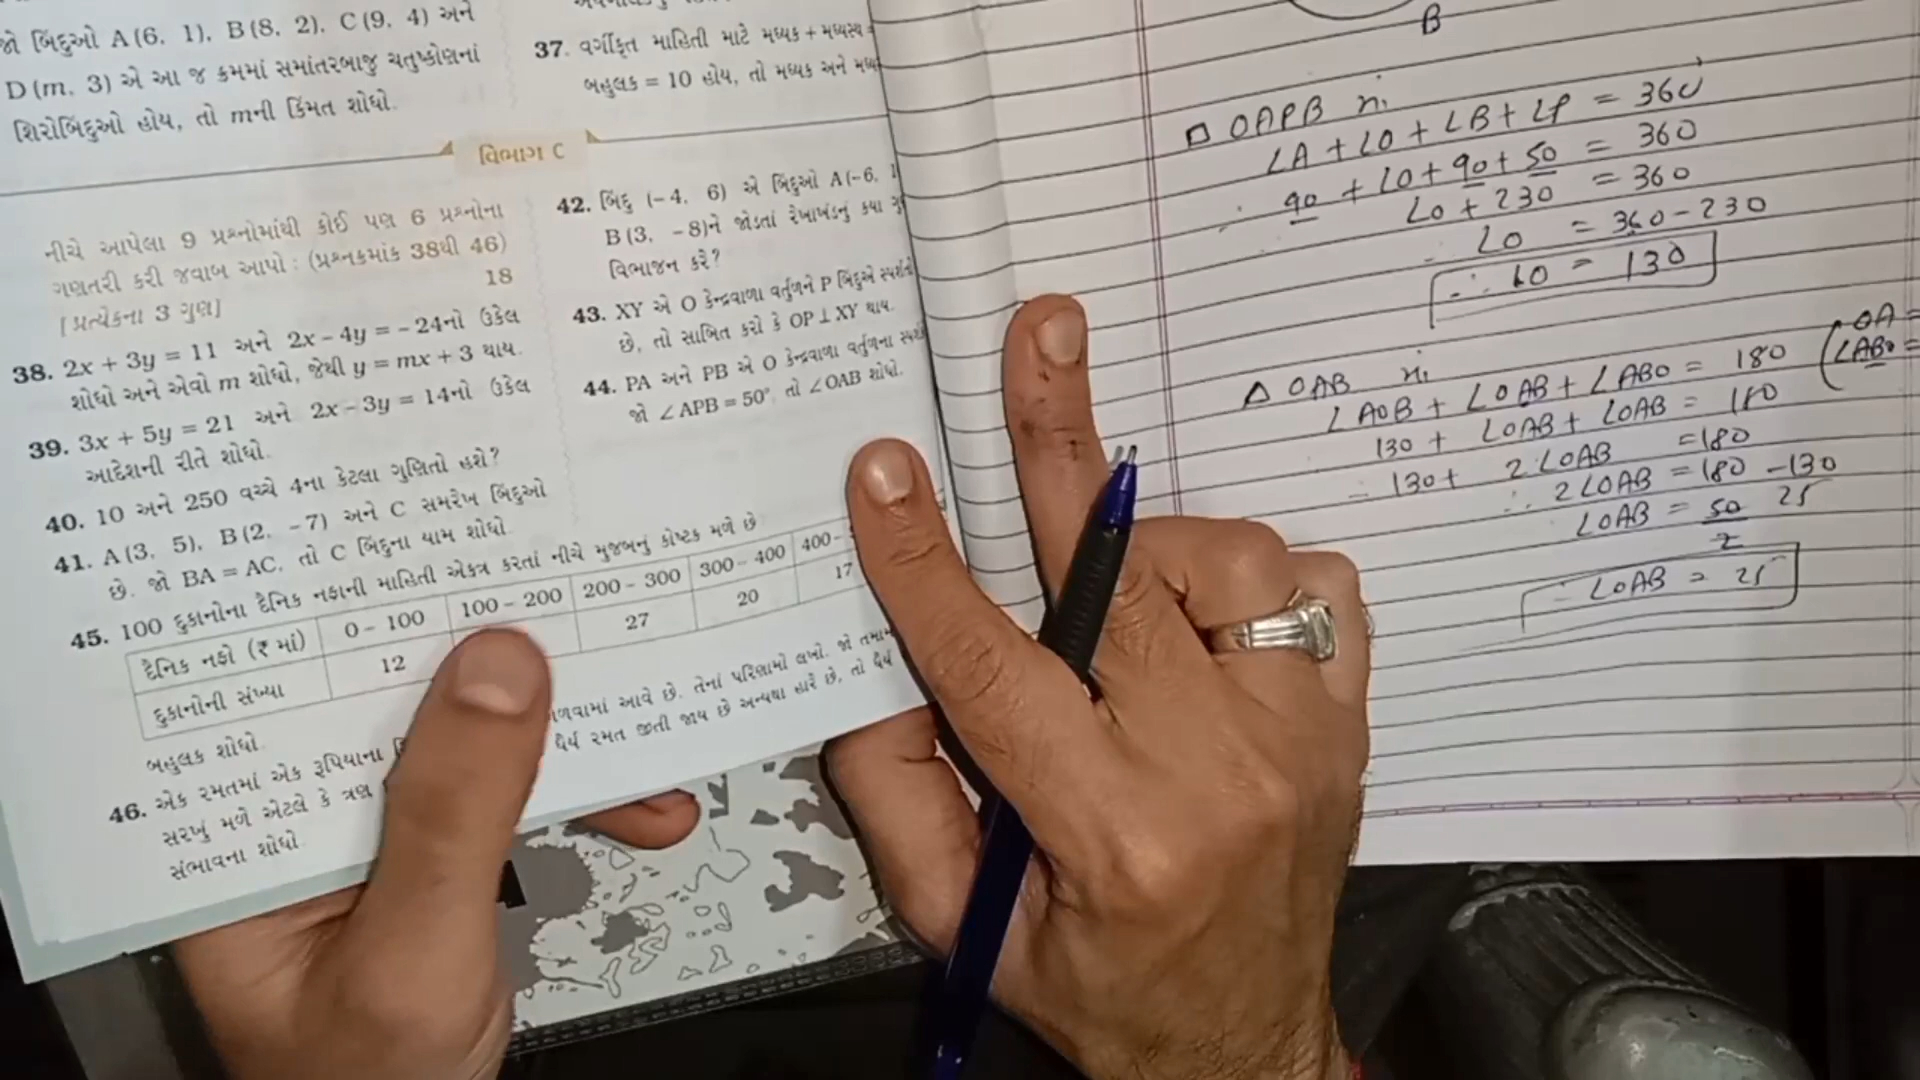 જો બિંદુઓ A (6, 1), B (8, 2), C (9, 4) અને
D (m, 3) એ આ જ ક્રમમાં સમાંતરબાજુ ચતુષ્કોણનાં
શિરોબિંદુઓ હોય, તો mની કિંમત શોધો.
37. વર્ગીકૃત માહિતી માટે મધ્યક + મધ્યસ્થ
બહુલક = 10 હોય, તો મધ્યક અને
વિભાગ C
નીચે આપેલા 9 પ્રશ્નોમાંથી કોઈ પણ 6 પ્રશ્નોના
ગણતરી કરી જવાબ આપો : (પ્રશ્નક્રમાંક 38થી 46)
[પ્રત્યેકના 3 ગુણ] 18
38. 2x + 3y = 11 અને 2x - 4y = - 24નો ઉકેલ
શોધો અને એવો m શોધો, જેથી y = mx + 3 થાય.
39. 3x + 5y = 21 અને 2x - 3y = 14નો ઉકેલ
આદેશની રીતે શોધો.
40. 10 અને 250 વચ્ચે 4ના કેટલા ગુણિતો હશે?
41. A (3, 5), B (2, - 7) અને C સમરેખ બિંદુઓ
છે. જો BA = AC, તો C બિંદુના યામ શોધો.
42. બિંદુ (- 4, 6) એ બિંદુઓ A (- 6,
B (3, - 8)ને જોડતાં રેખાખંડનું કયા
વિભાજન કરે?
43. XY એ O કેન્દ્રવાળા વર્તુળને P બિંદુએ
છે, તો સાબિત કરો કે OP ⊥ XY થાય.
44. PA અને PB એ O કેન્દ્રવાળા વર્તુળના
જો ∠APB = 50°, તો ∠OAB શોધો.
45. 100 દુકાનોના દૈનિક નફાની માહિતી એકત્ર કરતાં નીચે મુજબનું કોષ્ટક મળે છે
દૈનિક નફો (₹ માં) 0 - 100 100 - 200 200 - 300 300 - 400 400 -
દુકાનોની સંખ્યા 12 27 20 17
બહુલક શોધો.
46. એક રમતમાં એક રૂપિયાના
આવે છે. તેનાં પરિણામો લખો. જો
સરખું મળે એટલે કે ત્રણ
રમત જીતી જાય છે અન્યથા હારે છે, તો
સંભાવના શોધો.
B
□ OAPB માં
∠A + ∠O + ∠B + ∠P = 360
∴ 90 + ∠O + 90 + 50 = 360
∠O + 230 = 360
∠O = 360 - 230
∴ ∠O = 130
△ OAB માં
∠AOB + ∠OAB + ∠ABO = 180
130 + ∠OAB + ∠OAB = 180
∴ 130 + 2∠OAB = 180
∴ 2∠OAB = 180 - 130
∠OAB = 50 25
2
∴ ∠OAB = 25
( OA =
∠ABO =